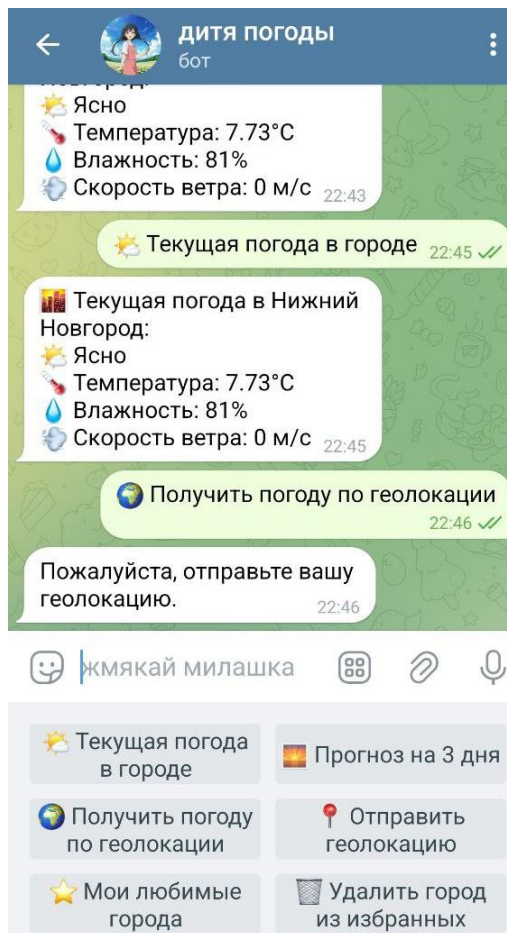 дитя погоды
бот
Ясно
Температура: 7.73°C
Влажность: 81%
Скорость ветра: 0 м/с 22:43
Текущая погода в городе 22:45
Текущая погода в Нижний
Новгород:
Ясно
Температура: 7.73°C
Влажность: 81%
Скорость ветра: 0 м/с 22:45
Получить погоду по геолокации
22:46
Пожалуйста, отправьте вашу
геолокацию. 22:46
жмякай милашка
Текущая погода
в городе
Прогноз на 3 дня
Получить погоду
по геолокации
Отправить
геолокацию
Мои любимые
города
Удалить город
из избранных